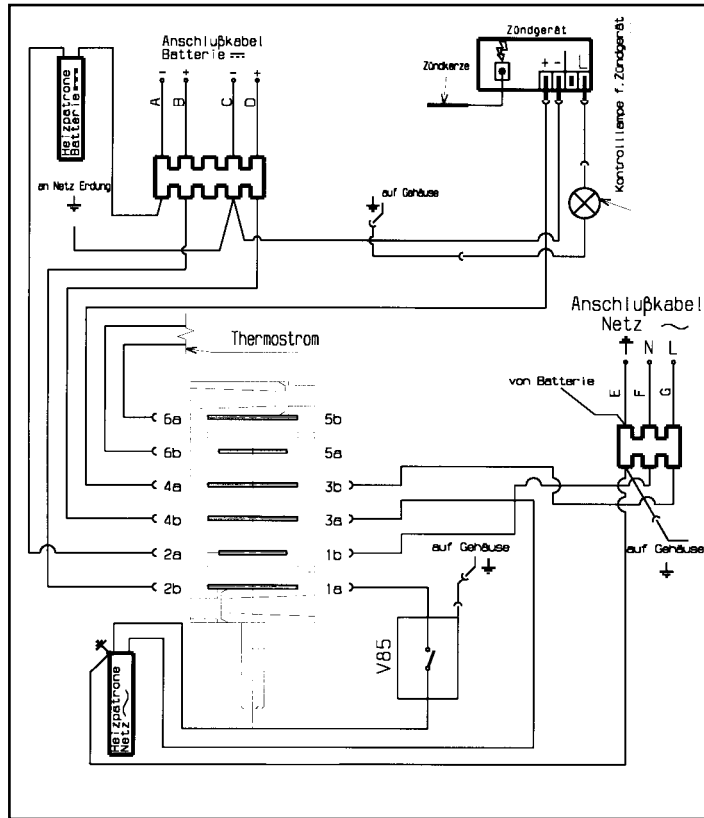 Anschlußkabel
Batterie
- + - +
A B C D
Heizpatrone
Batterie
an Netz Erdung
Zündgerät
Zündkerze
+ - L
Kontrolllampe f. Zündgerät
auf Gehäuse
Anschlußkabel
Netz
N L
E F G
von Batterie
auf Gehäuse
Thermostrom
6a 5b
6b 5a
4a 3b
4b 3a
2a 1b
2b 1a
auf Gehäuse
V85
Heizpatrone
Netz